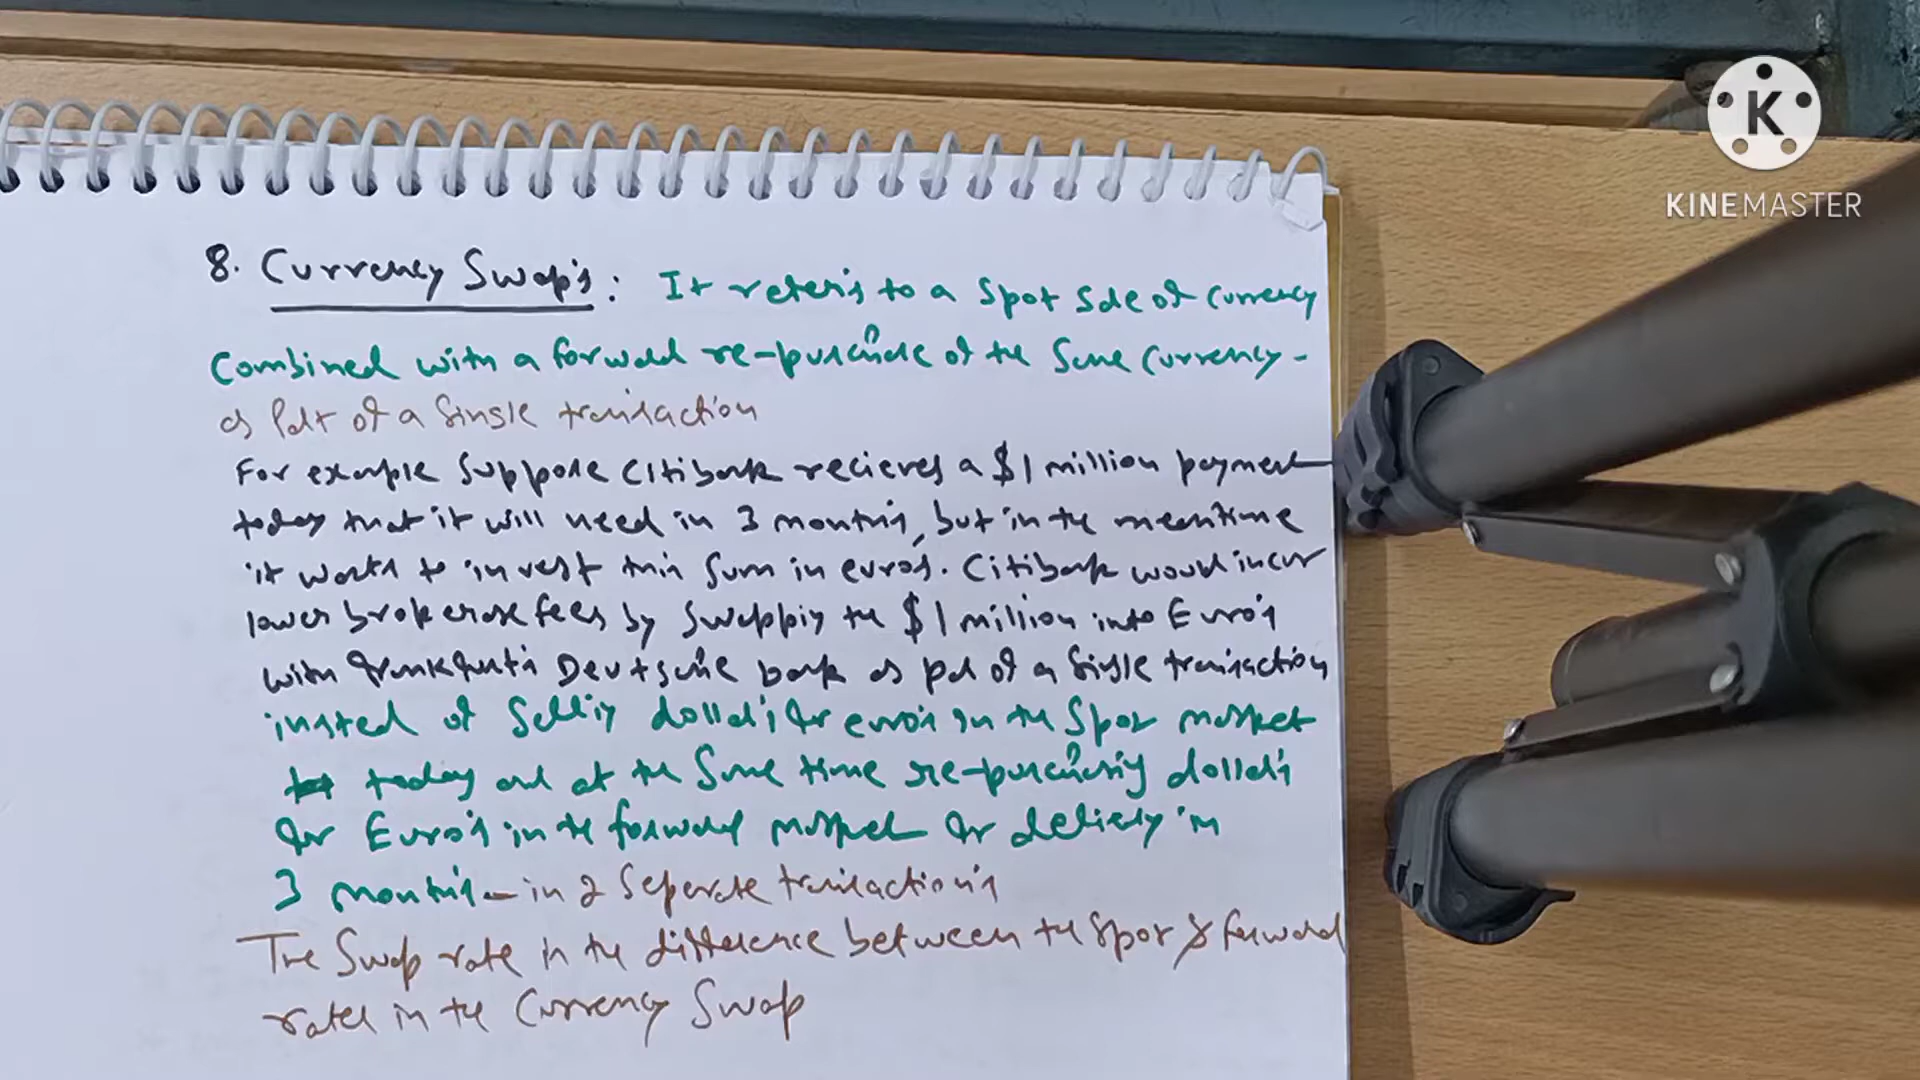 K
KINEMASTER
8. Currency Swap's: It refers to a spot sale of currency
Combined with a forward re-purchase of the same currency -
as part of a single transaction
For example suppose Citibank recieves a $1 million payment
today that it will need in 3 months, but in the meantime
it wants to invest this sum in euros. Citibank would incur
lower brokerage fees by swapping the $1 million into Euro's
with Frankfurt's Deutsche bank as part of a single transaction
insted of selling dollar's for euro's in the spot market
today and at the same time re-purchasing dollar's
for Euro's in the forward market for delivery in
3 months - in 2 seperate transaction's
The swap rate is the difference between the spot & forward
rates in the Currency Swap